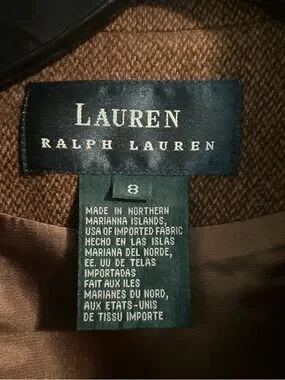 LAUREN
RALPH LAUREN
8
MADE IN NORTHERN
MARIANNA ISLANDS,
USA OF IMPORTED FABRIC
HECHO EN LAS ISLAS
MARIANA DEL NORDE,
EE. UU DE TELAS
IMPORTADAS
FAIT AUX ILES
MARIANES DU NORD,
AUX ETATS-UNIS
DE TISSU IMPORTE